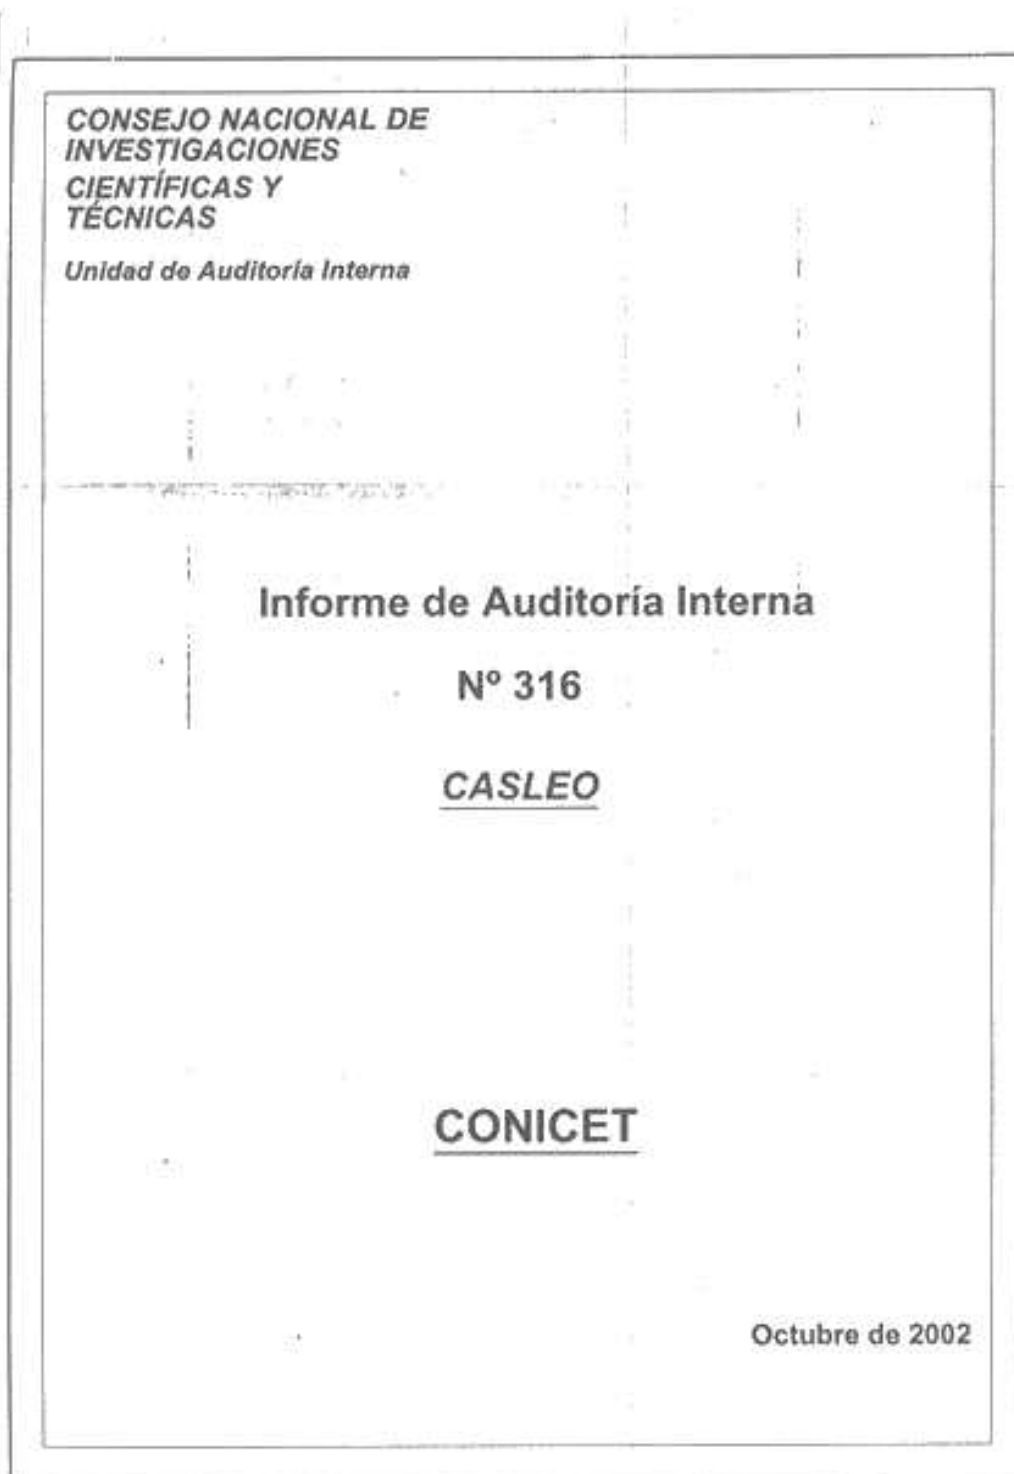 CONSEJO NACIONAL DE
INVESTIGACIONES
CIENTÍFICAS Y
TÉCNICAS
Unidad de Auditoría Interna
Informe de Auditoría Interna
Nº 316
CASLEO
CONICET
Octubre de 2002